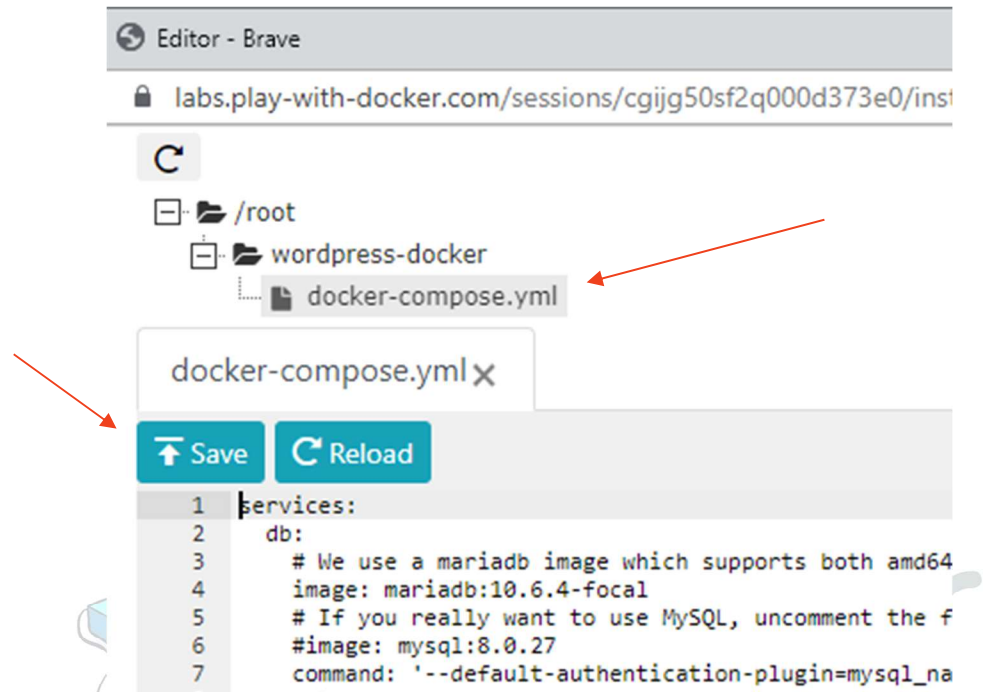 Editor - Brave
labs.play-with-docker.com/sessions/cgijg50sf2q000d373e0/inst
/root
wordpress-docker
docker-compose.yml
docker-compose.yml
Save Reload
1 services:
2 db:
3 # We use a mariadb image which supports both amd64
4 image: mariadb:10.6.4-focal
5 # If you really want to use MySQL, uncomment the f
6 #image: mysql:8.0.27
7 command: '--default-authentication-plugin=mysql_na